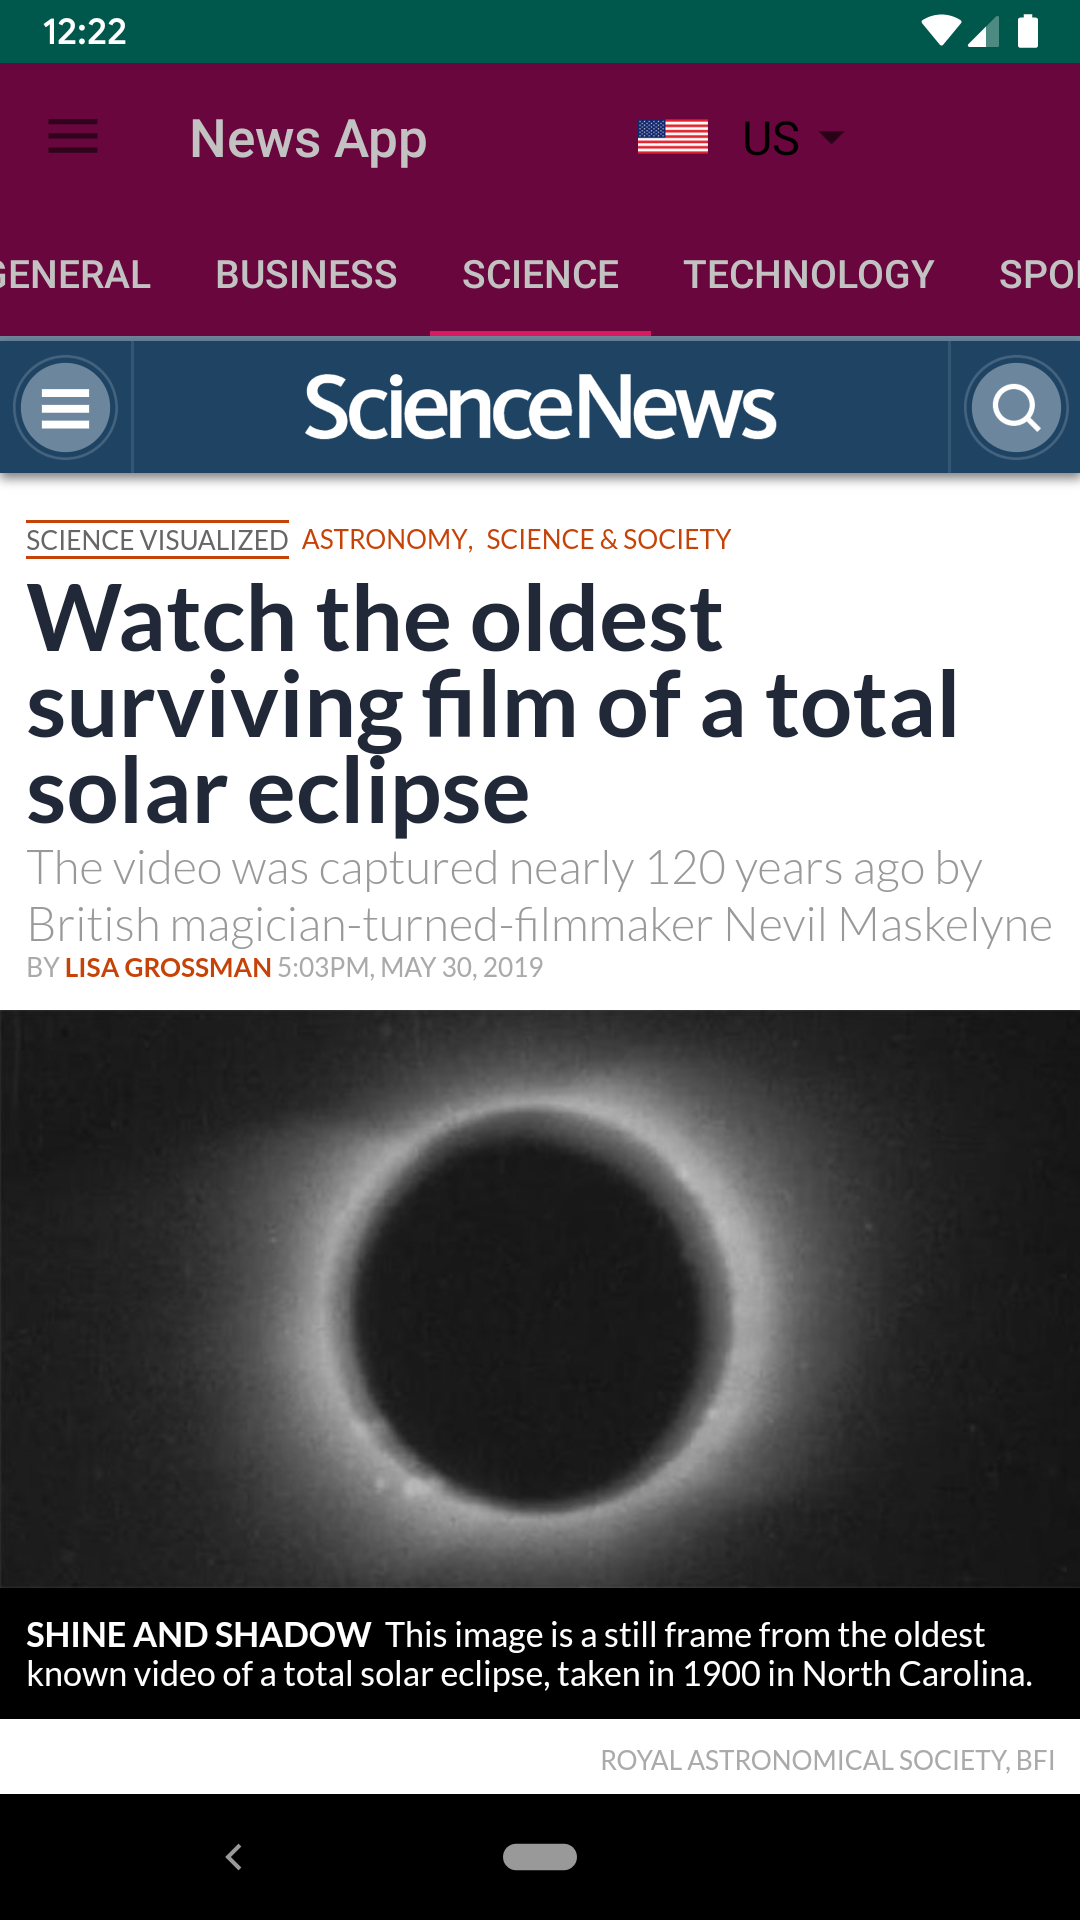 12:22
News App
US
GENERAL BUSINESS SCIENCE TECHNOLOGY SPO
ScienceNews
SCIENCE VISUALIZED ASTRONOMY, SCIENCE & SOCIETY
Watch the oldest
surviving film of a total
solar eclipse
The video was captured nearly 120 years ago by
British magician-turned-filmmaker Nevil Maskelyne
BY LISA GROSSMAN 5:03PM, MAY 30, 2019
SHINE AND SHADOW This image is a still frame from the oldest
known video of a total solar eclipse, taken in 1900 in North Carolina.
ROYAL ASTRONOMICAL SOCIETY, BFI